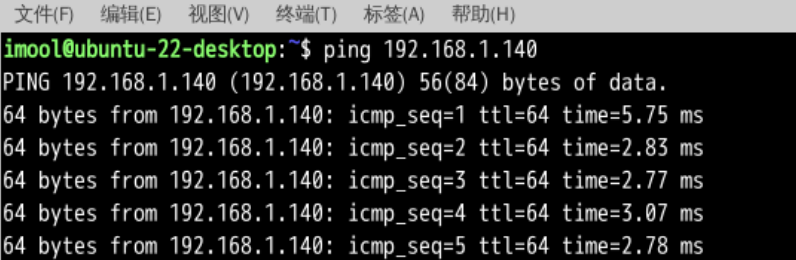 文件(F) 编辑(E) 视图(V) 终端(T) 标签(A) 帮助(H)
imool@ubuntu-22-desktop:~$ ping 192.168.1.140
PING 192.168.1.140 (192.168.1.140) 56(84) bytes of data.
64 bytes from 192.168.1.140: icmp_seq=1 ttl=64 time=5.75 ms
64 bytes from 192.168.1.140: icmp_seq=2 ttl=64 time=2.83 ms
64 bytes from 192.168.1.140: icmp_seq=3 ttl=64 time=2.77 ms
64 bytes from 192.168.1.140: icmp_seq=4 ttl=64 time=3.07 ms
64 bytes from 192.168.1.140: icmp_seq=5 ttl=64 time=2.78 ms